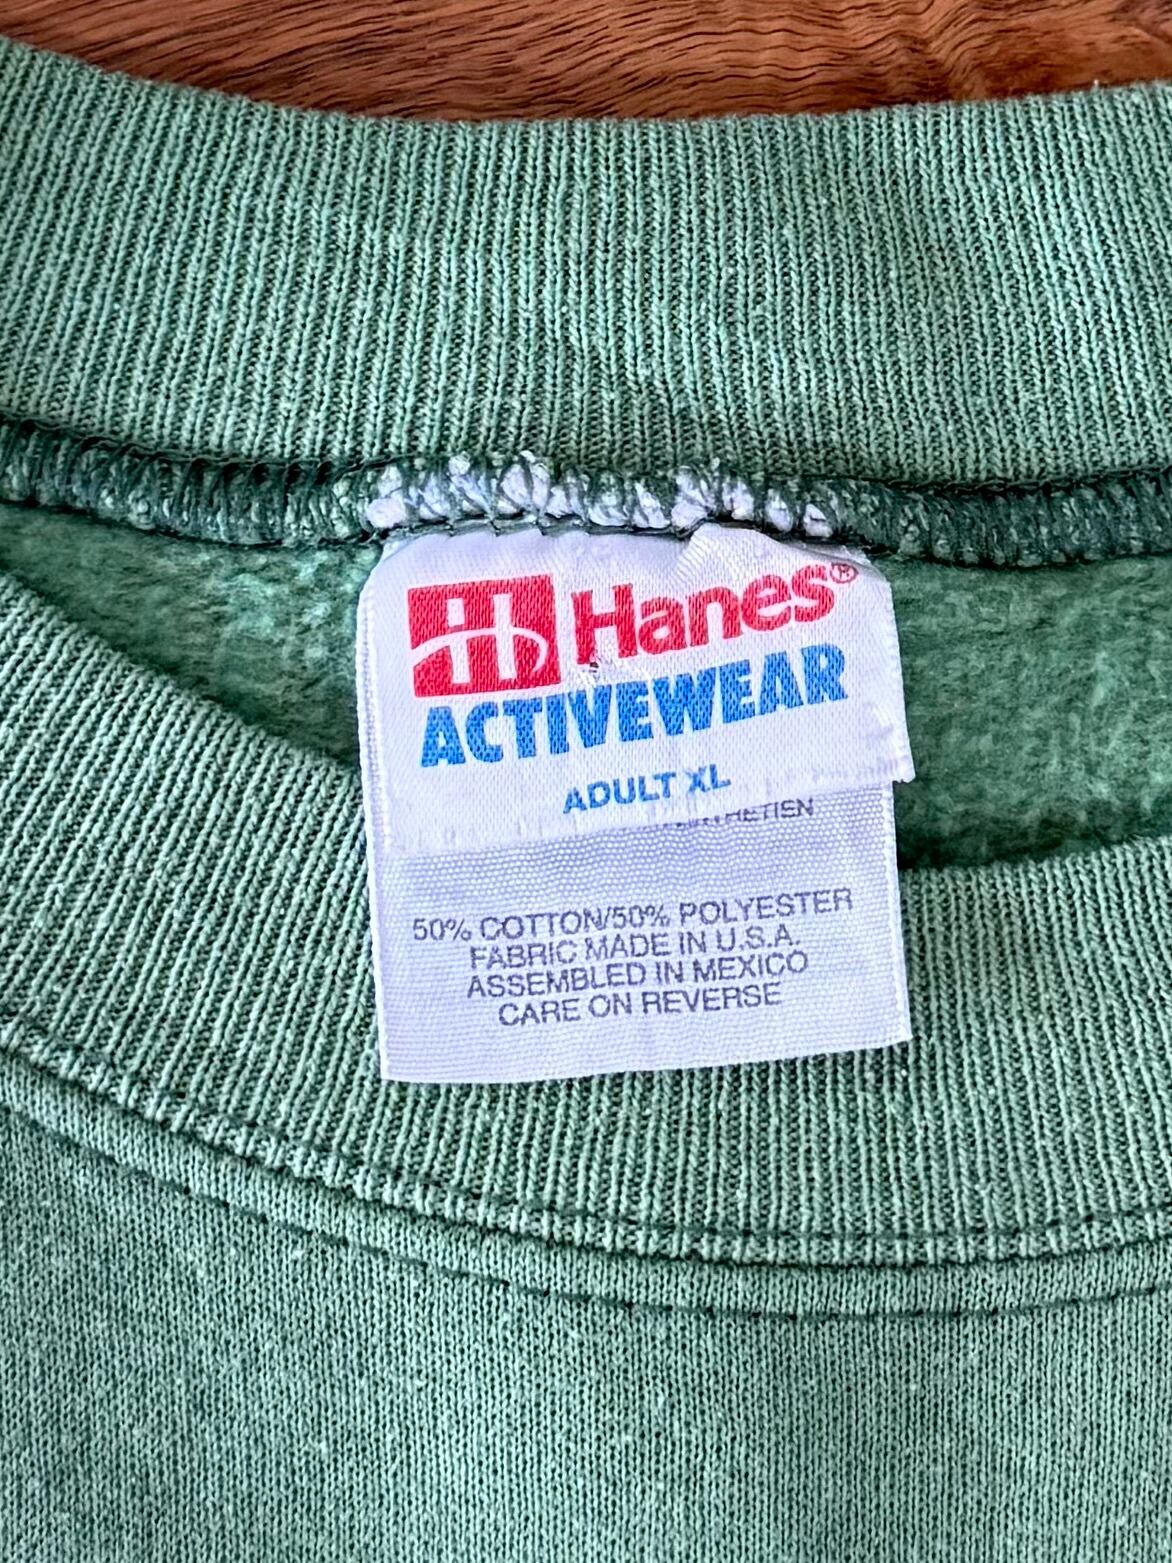 Hanes®
ACTIVEWEAR
ADULT XL
50% COTTON/50% POLYESTER
FABRIC MADE IN U.S.A.
ASSEMBLED IN MEXICO
CARE ON REVERSE